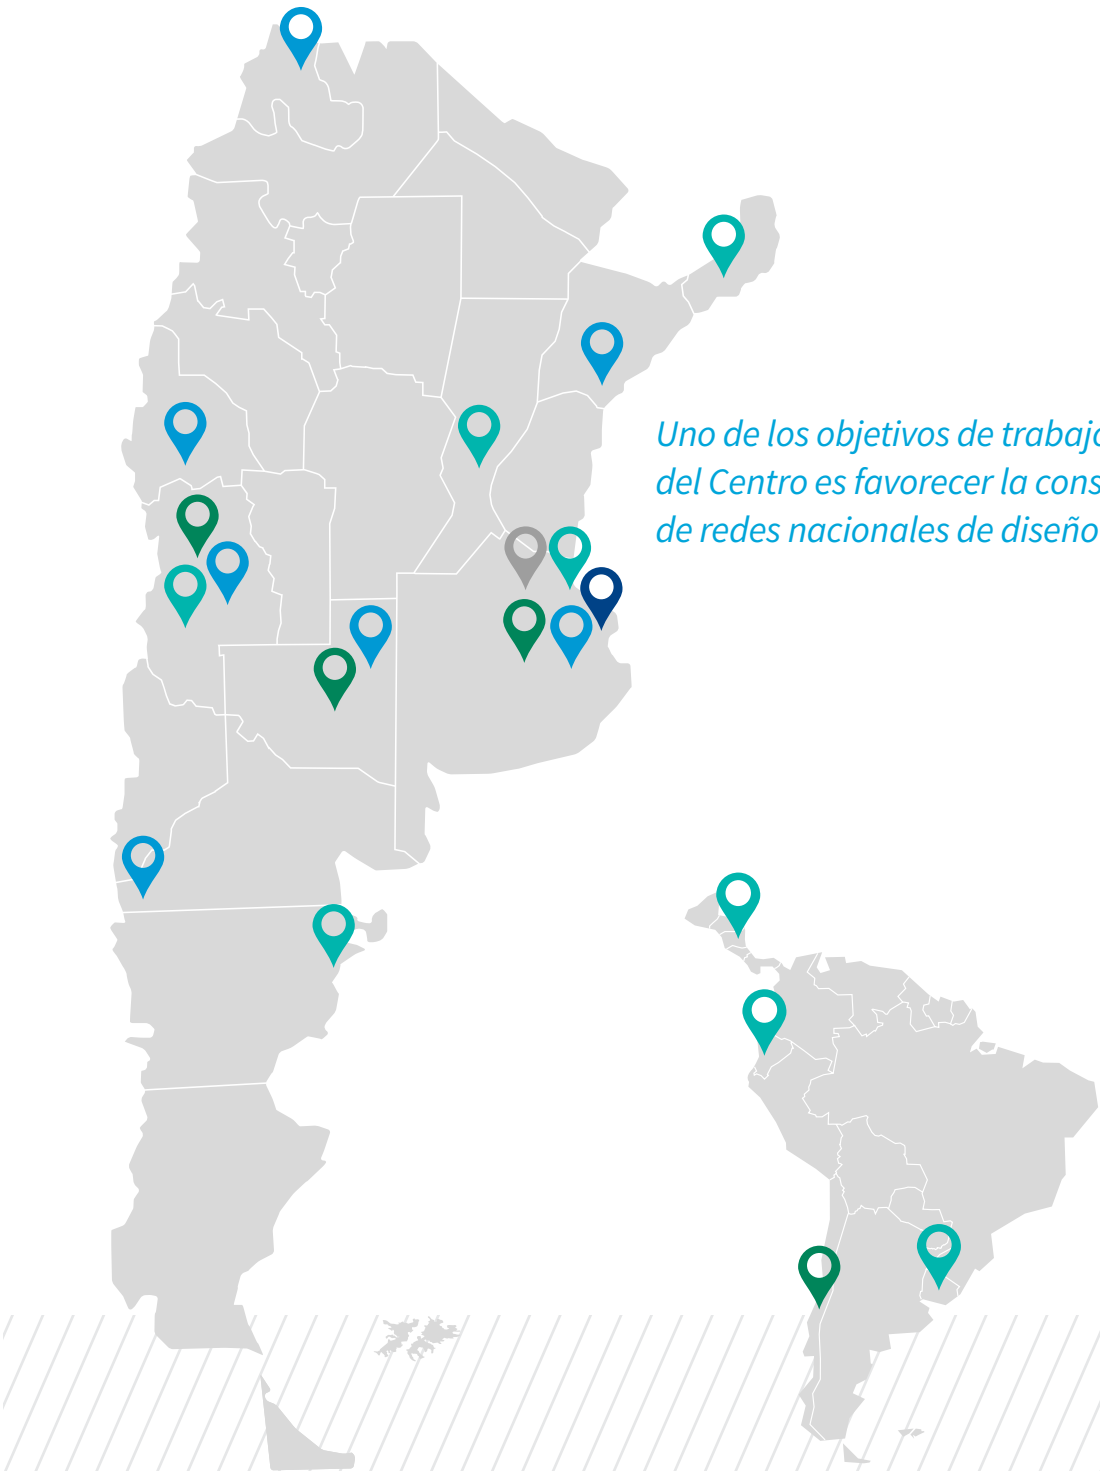 Uno de los objetivos de trabajo
del Centro es favorecer la cons
de redes nacionales de diseño